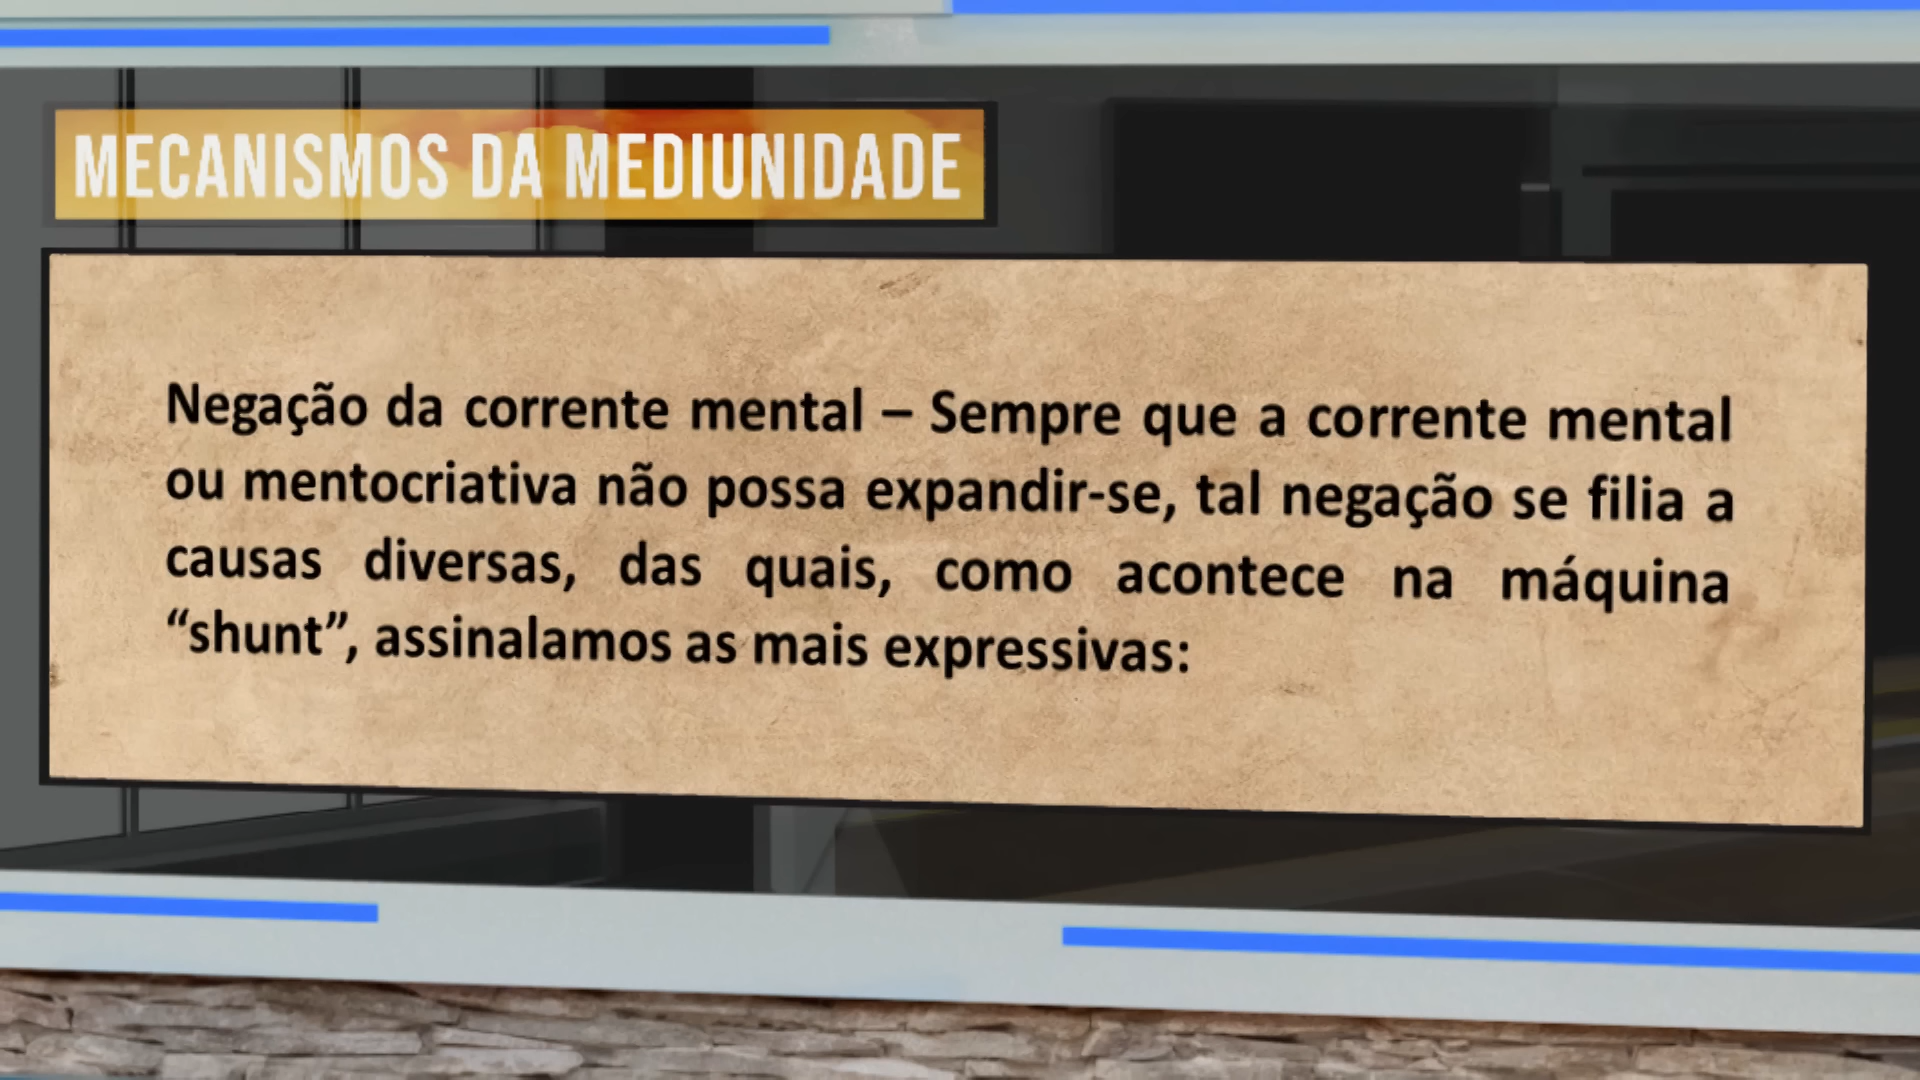 MECANISMOS DA MEDIUNIDADE
Negação da corrente mental – Sempre que a corrente mental
ou mentocriativa não possa expandir-se, tal negação se filia a
causas diversas, das quais, como acontece na máquina
“shunt”, assinalamos as mais expressivas: